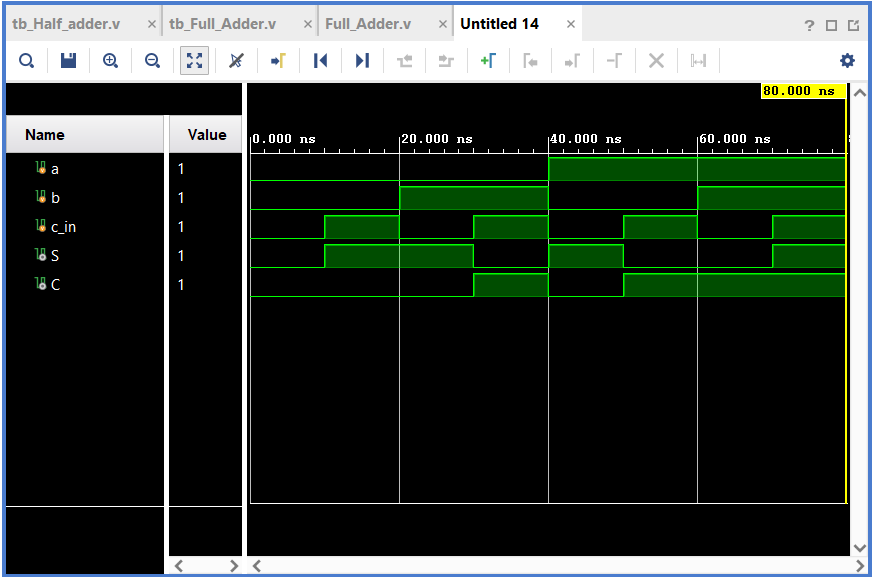 tb_Half_adder.v × tb_Full_Adder.v × Full_Adder.v × Untitled 14 × ?
80.000 ns
Name Value 0.000 ns 20.000 ns 40.000 ns 60.000 ns
a 1
b 1
c_in 1
S 1
C 1